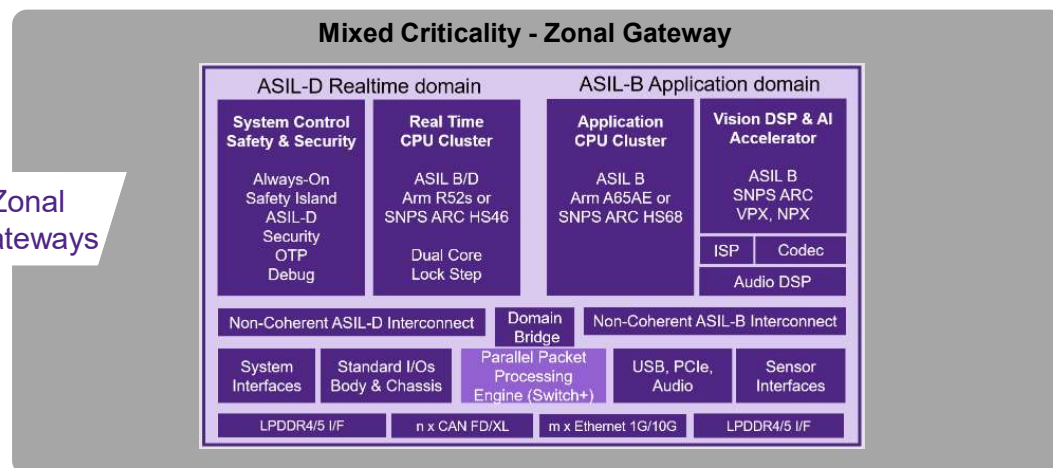 Mixed Criticality - Zonal Gateway
ASIL-D Realtime domain
ASIL-B Application domain
System Control
Safety & Security
Always-On
Safety Island
ASIL-D
Security
OTP
Debug
Real Time
CPU Cluster
ASIL B/D
Arm R52s or
SNPS ARC HS46
Dual Core
Lock Step
Application
CPU Cluster
ASIL B
Arm A65AE or
SNPS ARC HS68
Vision DSP & AI
Accelerator
ASIL B
SNPS ARC
VPX, NPX
ISP
Codec
Audio DSP
Zonal
ateways
Non-Coherent ASIL-D Interconnect
Domain
Bridge
Non-Coherent ASIL-B Interconnect
System
Interfaces
Standard I/Os
Body & Chassis
Parallel Packet
Processing
Engine (Switch+)
USB, PCIe,
Audio
Sensor
Interfaces
LPDDR4/5 I/F
n x CAN FD/XL
m x Ethernet 1G/10G
LPDDR4/5 I/F